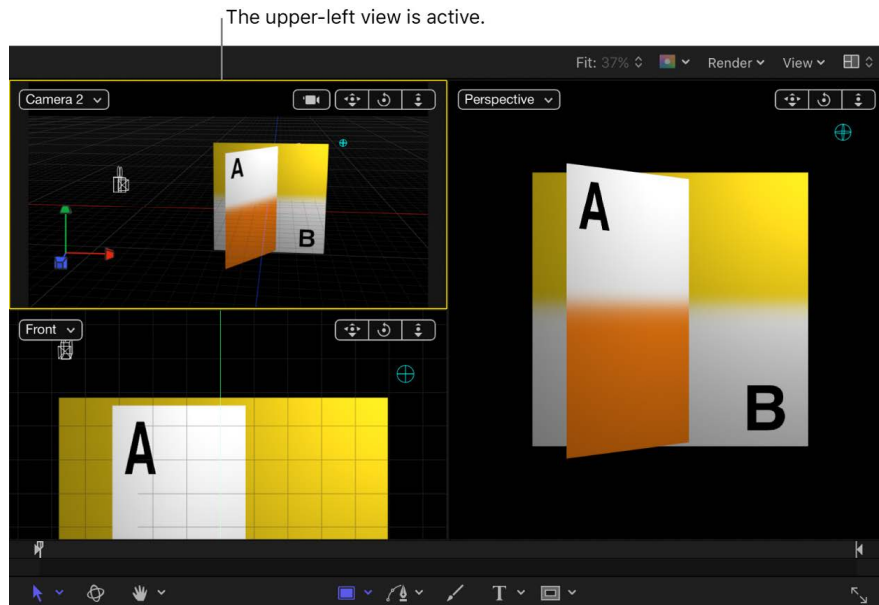 The upper-left view is active.
Fit: 37% Render View
Camera 2
Perspective
A
B
A
B
Front
A
T